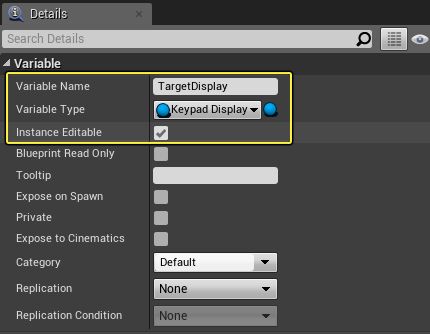 Details
Search Details
Variable
Variable Name TargetDisplay
Variable Type Keypad Display
Instance Editable
Blueprint Read Only
Tooltip
Expose on Spawn
Private
Expose to Cinematics
Category Default
Replication None
Replication Condition None